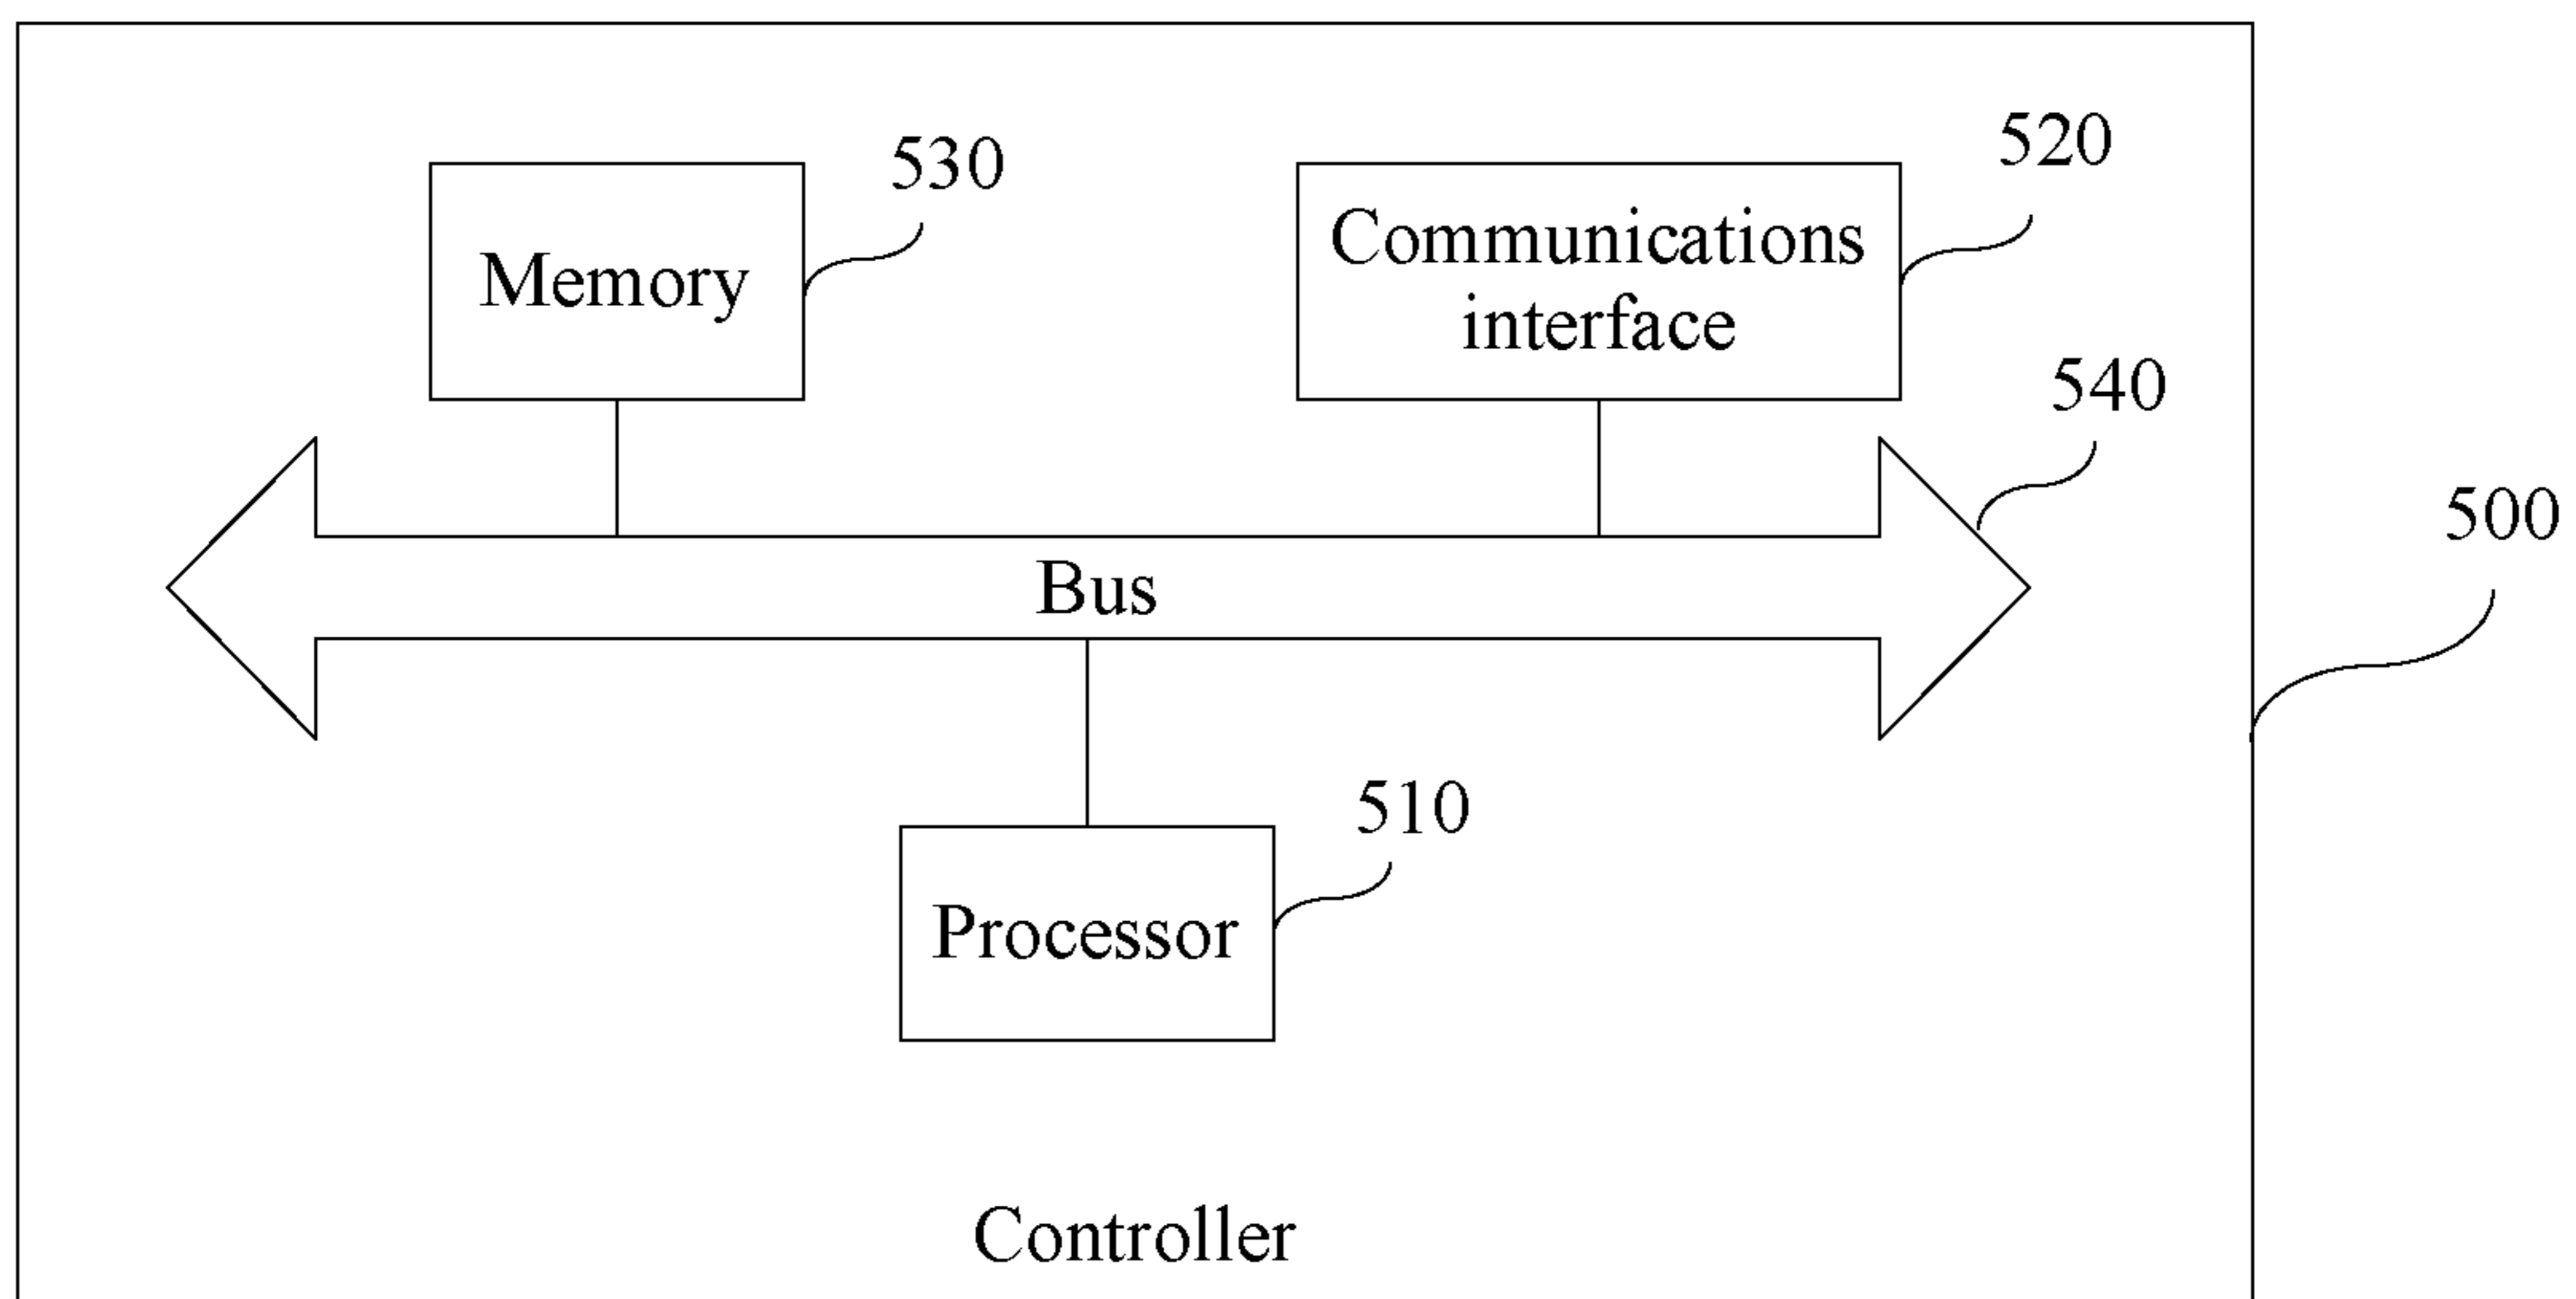 520
530
Communications
interface
Memory
540
500
Bus
510
Processor
Controller